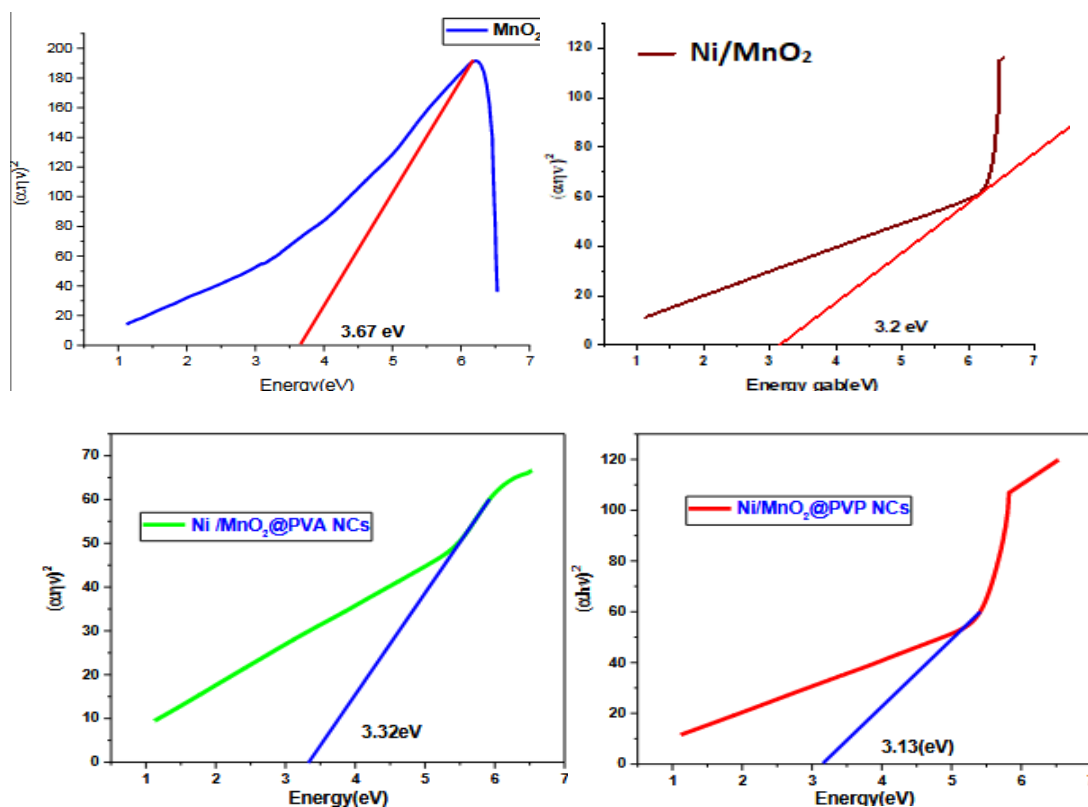 MnO₂
200
180
160
140
120
100
80
60
40
20
0
(αην)²
3.67 eV
1 2 3 4 5 6 7
Energy(eV)
Ni/MnO₂
120
100
80
60
40
20
0
(αην)²
3.2 eV
1 2 3 4 5 6 7
Energy gab(eV)
70
60
50
40
30
20
10
0
(αην)²
Ni /MnO₂@PVA NCs
3.32eV
1 2 3 4 5 6 7
Energy(eV)
120
100
80
60
40
20
0
(αhν)²
Ni/MnO₂@PVP NCs
3.13(eV)
1 2 3 4 5 6 7
Energy(eV)